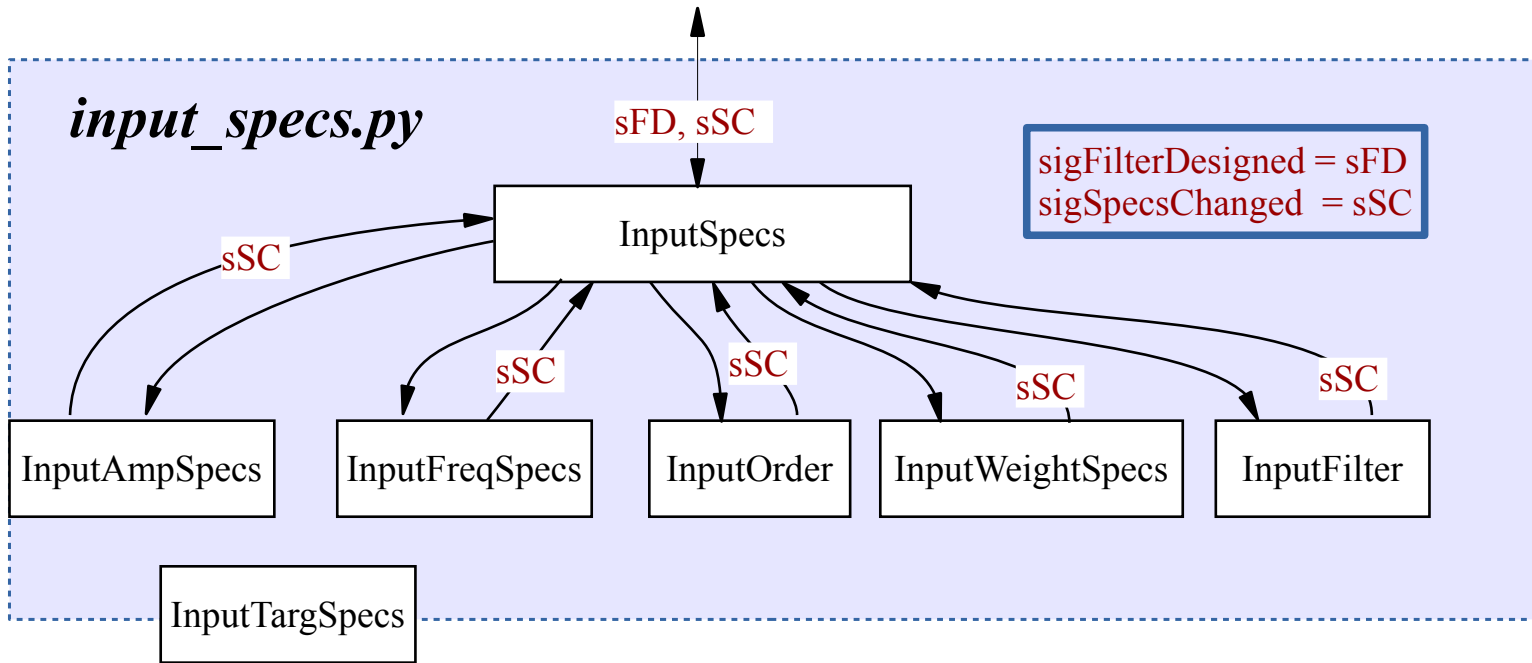 input_specs.py
sFD, sSC
sigFilterDesigned = sFD
sigSpecsChanged  = sSC
InputSpecs
sSC
sSC
sSC
sSC
sSC
InputAmpSpecs
InputFreqSpecs
InputOrder
InputWeightSpecs
InputFilter
InputTargSpecs